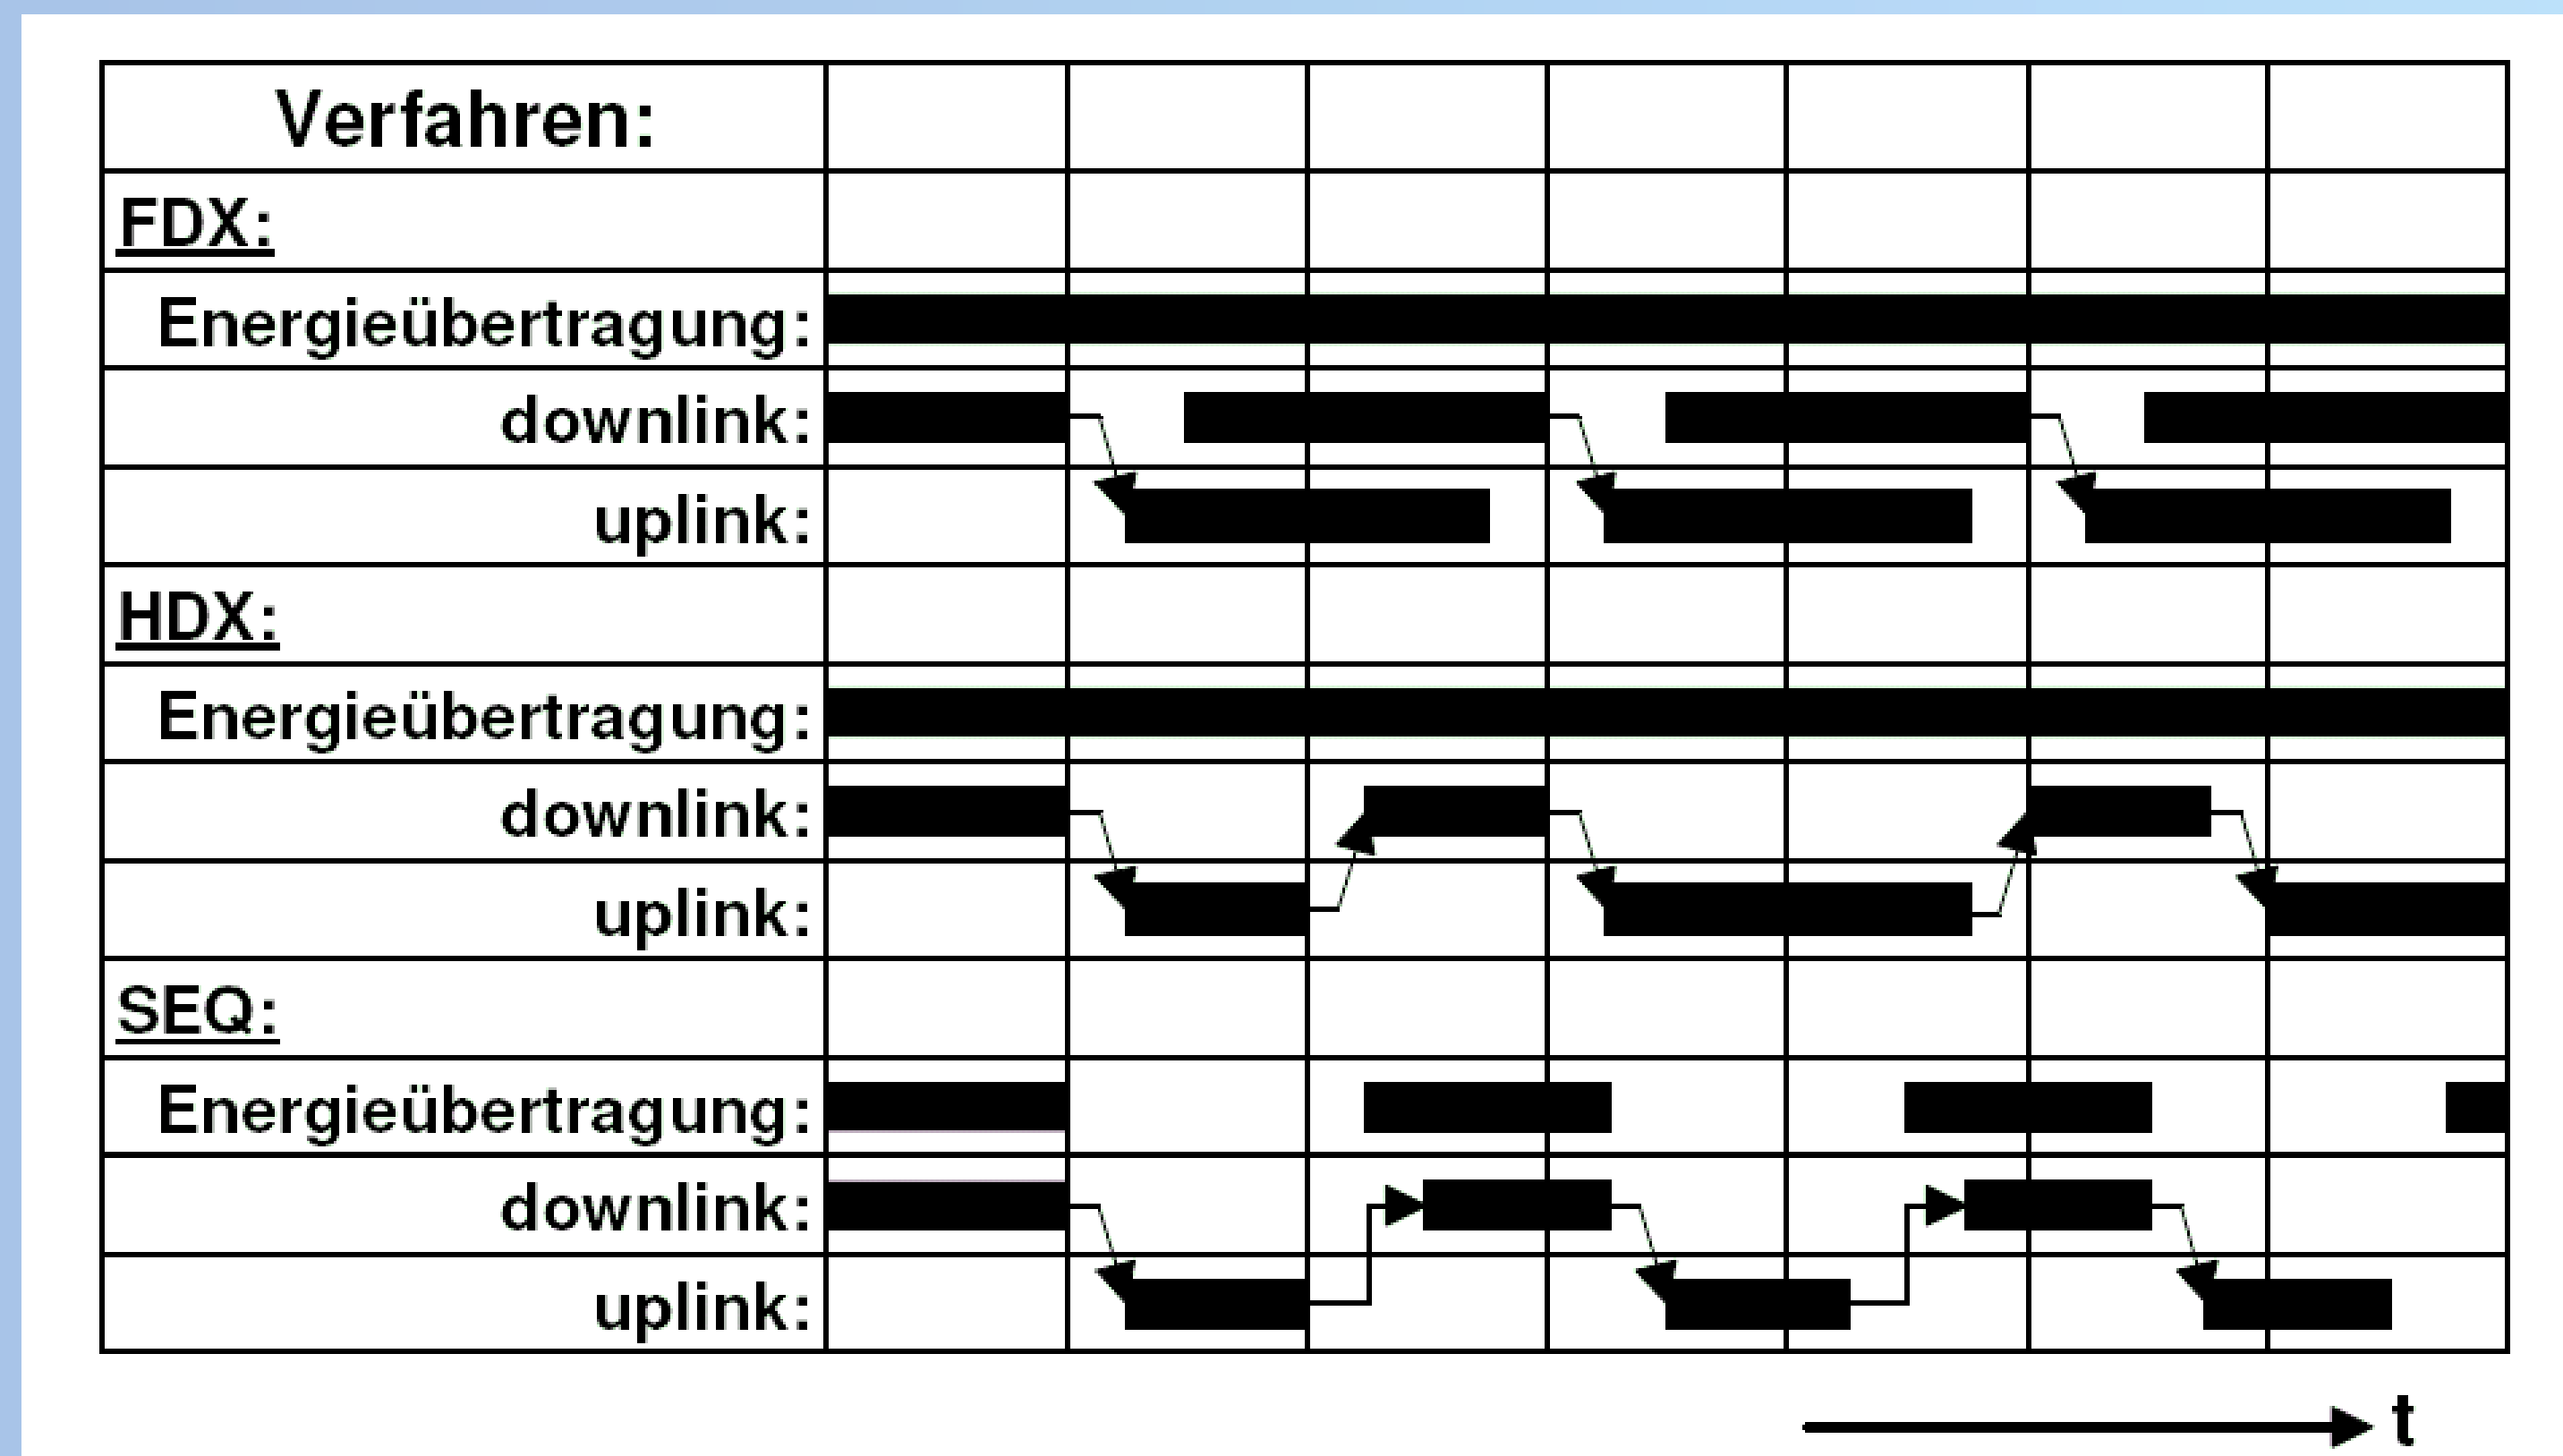 Verfahren:
FDX:
Energieübertragung:
downlink:
uplink:
HDX:
Energieübertragung:
downlink:
uplink:
SEQ:
Energieübertragung:
downlink:
uplink:
t